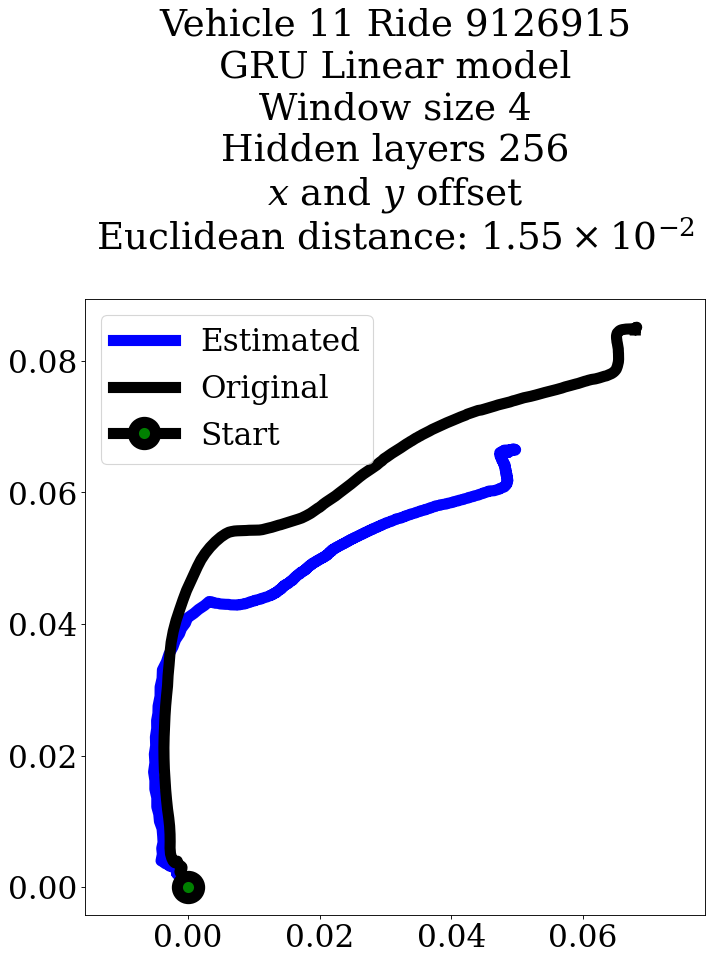 Vehicle 11 Ride 9126915
GRU Linear model
Window size 4
Hidden layers 256
x and y offset
Euclidean distance: 1.55 × 10⁻²
Estimated
Original
Start
0.08
0.06
0.04
0.02
0.00
0.00 0.02 0.04 0.06